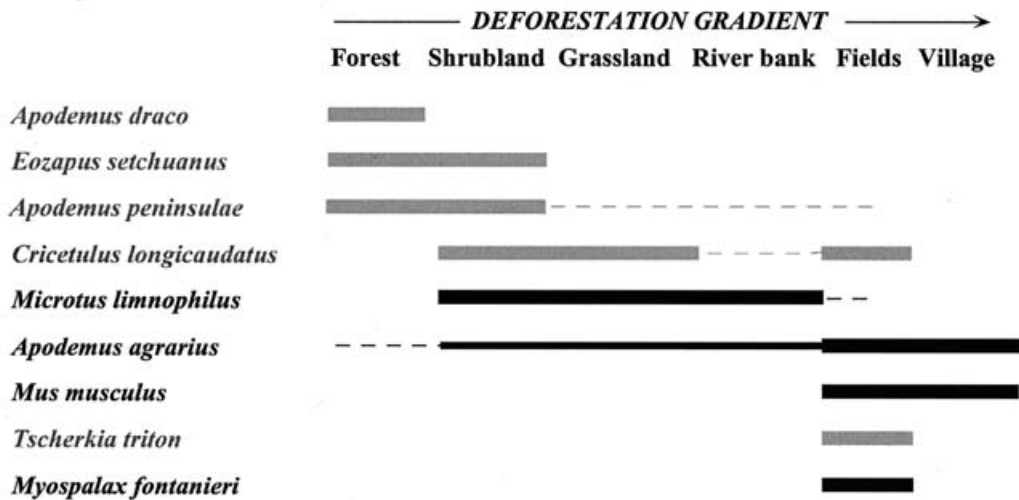 DEFORESTATION GRADIENT
Forest Shrubland Grassland River bank Fields Village
Apodemus draco
Eozapus setchuanus
Apodemus peninsulae
Cricetulus longicaudatus
Microtus limnophilus
Apodemus agrarius
Mus musculus
Tscherkia triton
Myospalax fontanieri